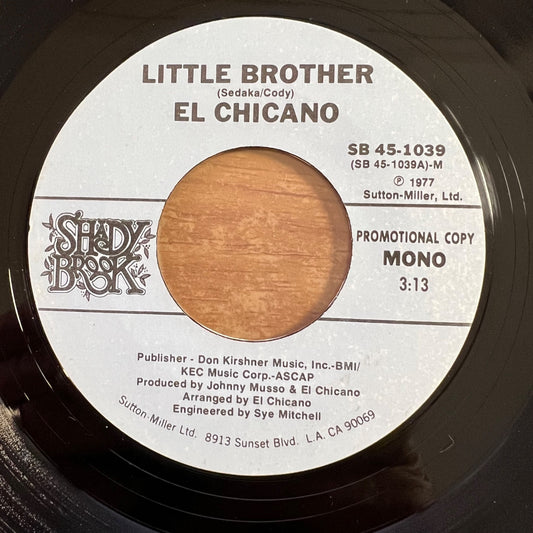 LITTLE BROTHER
(Sedaka/Cody)
EL CHICANO
SB 45-1039
(SB 45-1039A)-M
℗ 1977
Sutton-Miller, Ltd.
SHADY
BROOK
PROMOTIONAL COPY
MONO
3:13
Publisher - Don Kirshner Music, Inc.-BMI/
KEC Music Corp.-ASCAP
Produced by Johnny Musso & El Chicano
Arranged by El Chicano
Engineered by Sye Mitchell
Sutton-Miller Ltd. 8913 Sunset Blvd. L.A. CA 90069